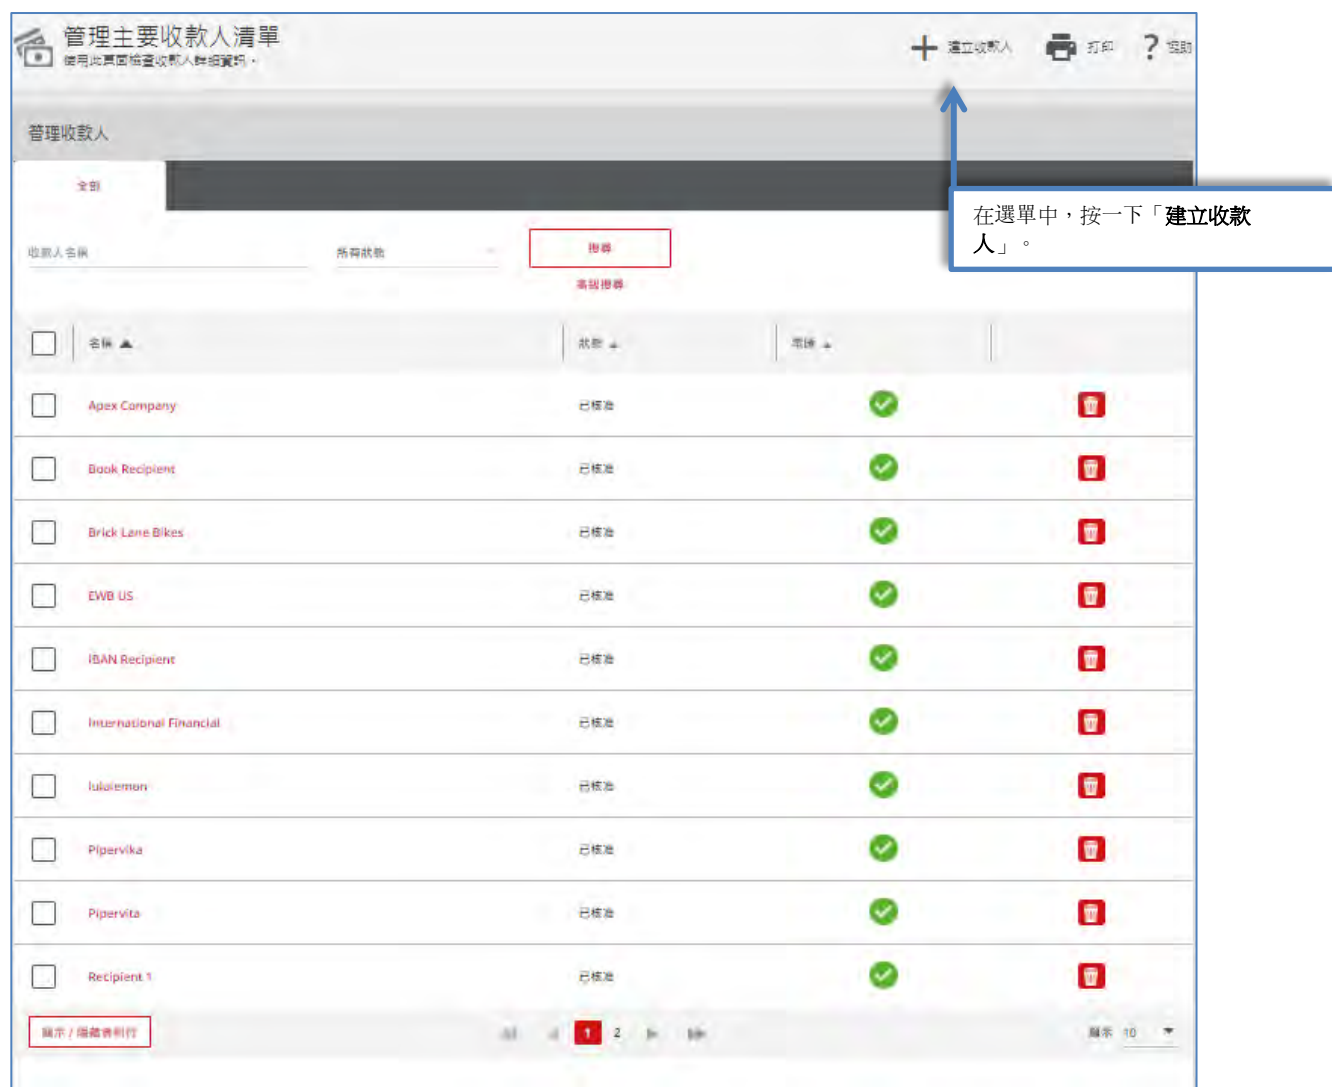 管理主要收款人清單
使用此頁面檢查收款人詳細資訊。
建立收款人
打印
協助
管理收款人
全部
在選單中，按一下「建立收款
人」。
收款人名稱
所有狀態
搜尋
高級搜尋
名稱
狀態
電匯
Apex Company 已核准
Book Recipient 已核准
Brick Lane Bikes 已核准
EWB US 已核准
IBAN Recipient 已核准
International Financial 已核准
lululemon 已核准
Pipervika 已核准
Pipervita 已核准
Recipient 1 已核准
顯示 / 隱藏資料行
1 2
顯示 10